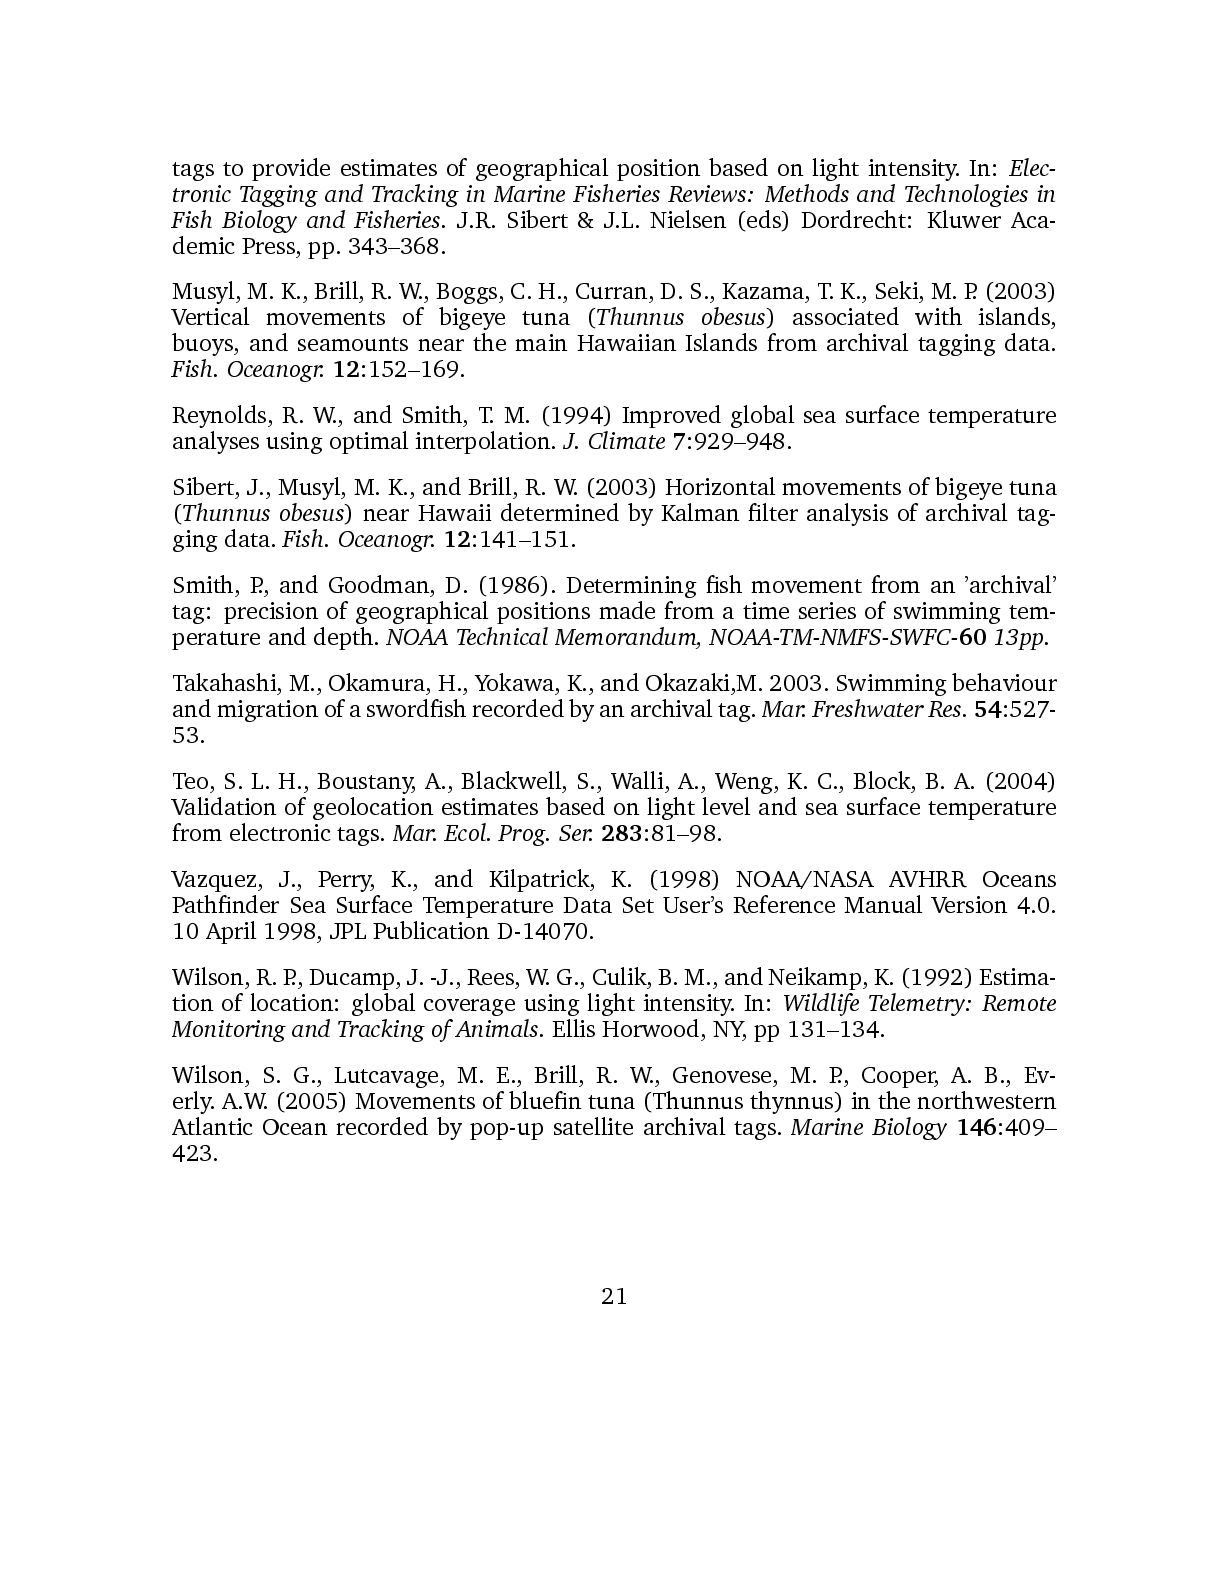 tags to provide estimates of geographical position based on light intensity. In: Elec-
tronic Tagging and Tracking in Marine Fisheries Reviews: Methods and Technologies in
Fish Biology and Fisheries. J.R. Sibert & J.L. Nielsen (eds) Dordrecht: Kluwer Aca-
demic Press, pp. 343–368.
Musyl, M. K., Brill, R. W., Boggs, C. H., Curran, D. S., Kazama, T. K., Seki, M. P. (2003)
Vertical movements of bigeye tuna (Thunnus obesus) associated with islands,
buoys, and seamounts near the main Hawaiian Islands from archival tagging data.
Fish. Oceanogr. 12:152–169.
Reynolds, R. W., and Smith, T. M. (1994) Improved global sea surface temperature
analyses using optimal interpolation. J. Climate 7:929–948.
Sibert, J., Musyl, M. K., and Brill, R. W. (2003) Horizontal movements of bigeye tuna
(Thunnus obesus) near Hawaii determined by Kalman filter analysis of archival tag-
ging data. Fish. Oceanogr. 12:141–151.
Smith, P., and Goodman, D. (1986). Determining fish movement from an ’archival’
tag: precision of geographical positions made from a time series of swimming tem-
perature and depth. NOAA Technical Memorandum, NOAA-TM-NMFS-SWFC-60 13pp.
Takahashi, M., Okamura, H., Yokawa, K., and Okazaki,M. 2003. Swimming behaviour
and migration of a swordfish recorded by an archival tag. Mar. Freshwater Res. 54:527-
53.
Teo, S. L. H., Boustany, A., Blackwell, S., Walli, A., Weng, K. C., Block, B. A. (2004)
Validation of geolocation estimates based on light level and sea surface temperature
from electronic tags. Mar. Ecol. Prog. Ser. 283:81–98.
Vazquez, J., Perry, K., and Kilpatrick, K. (1998) NOAA/NASA AVHRR Oceans
Pathfinder Sea Surface Temperature Data Set User’s Reference Manual Version 4.0.
10 April 1998, JPL Publication D-14070.
Wilson, R. P., Ducamp, J. -J., Rees, W. G., Culik, B. M., and Neikamp, K. (1992) Estima-
tion of location: global coverage using light intensity. In: Wildlife Telemetry: Remote
Monitoring and Tracking of Animals. Ellis Horwood, NY, pp 131–134.
Wilson, S. G., Lutcavage, M. E., Brill, R. W., Genovese, M. P., Cooper, A. B., Ev-
erly. A.W. (2005) Movements of bluefin tuna (Thunnus thynnus) in the northwestern
Atlantic Ocean recorded by pop-up satellite archival tags. Marine Biology 146:409–
423.
21